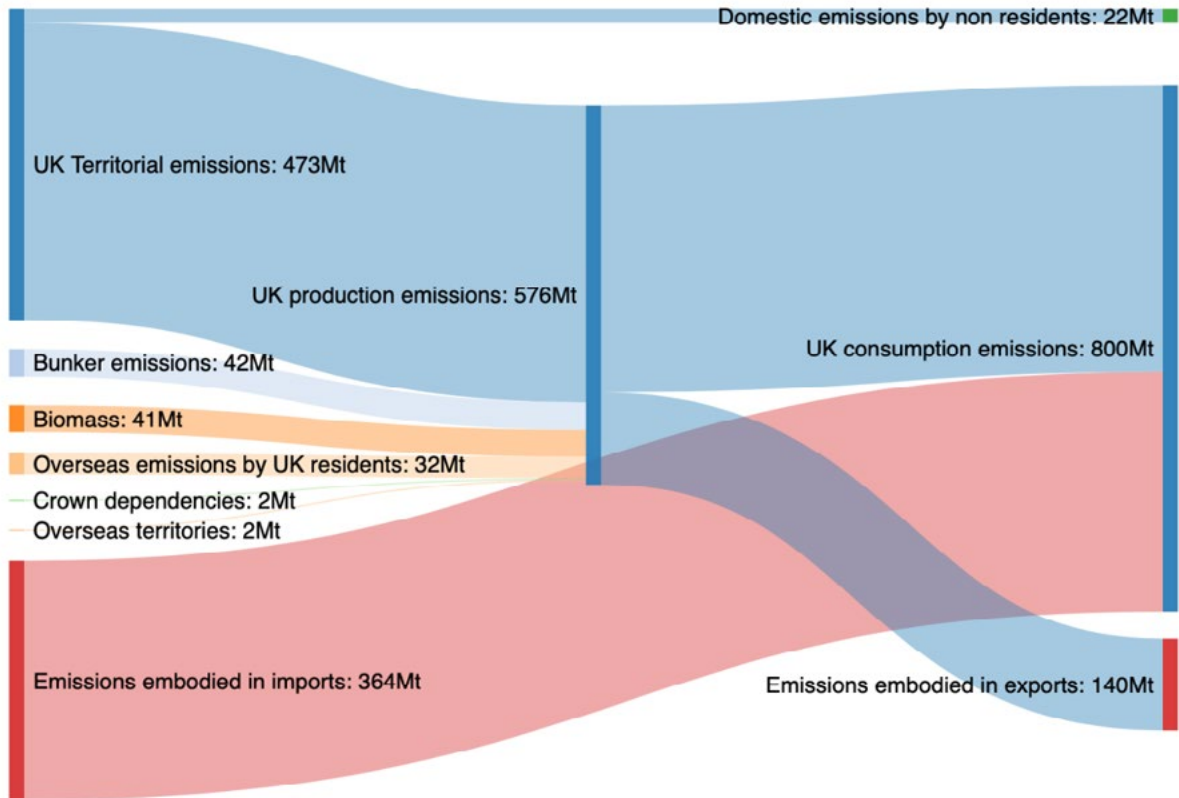 Domestic emissions by non residents: 22Mt
UK Territorial emissions: 473Mt
UK production emissions: 576Mt
UK consumption emissions: 800Mt
Bunker emissions: 42Mt
Biomass: 41Mt
Overseas emissions by UK residents: 32Mt
Crown dependencies: 2Mt
Overseas territories: 2Mt
Emissions embodied in imports: 364Mt
Emissions embodied in exports: 140Mt